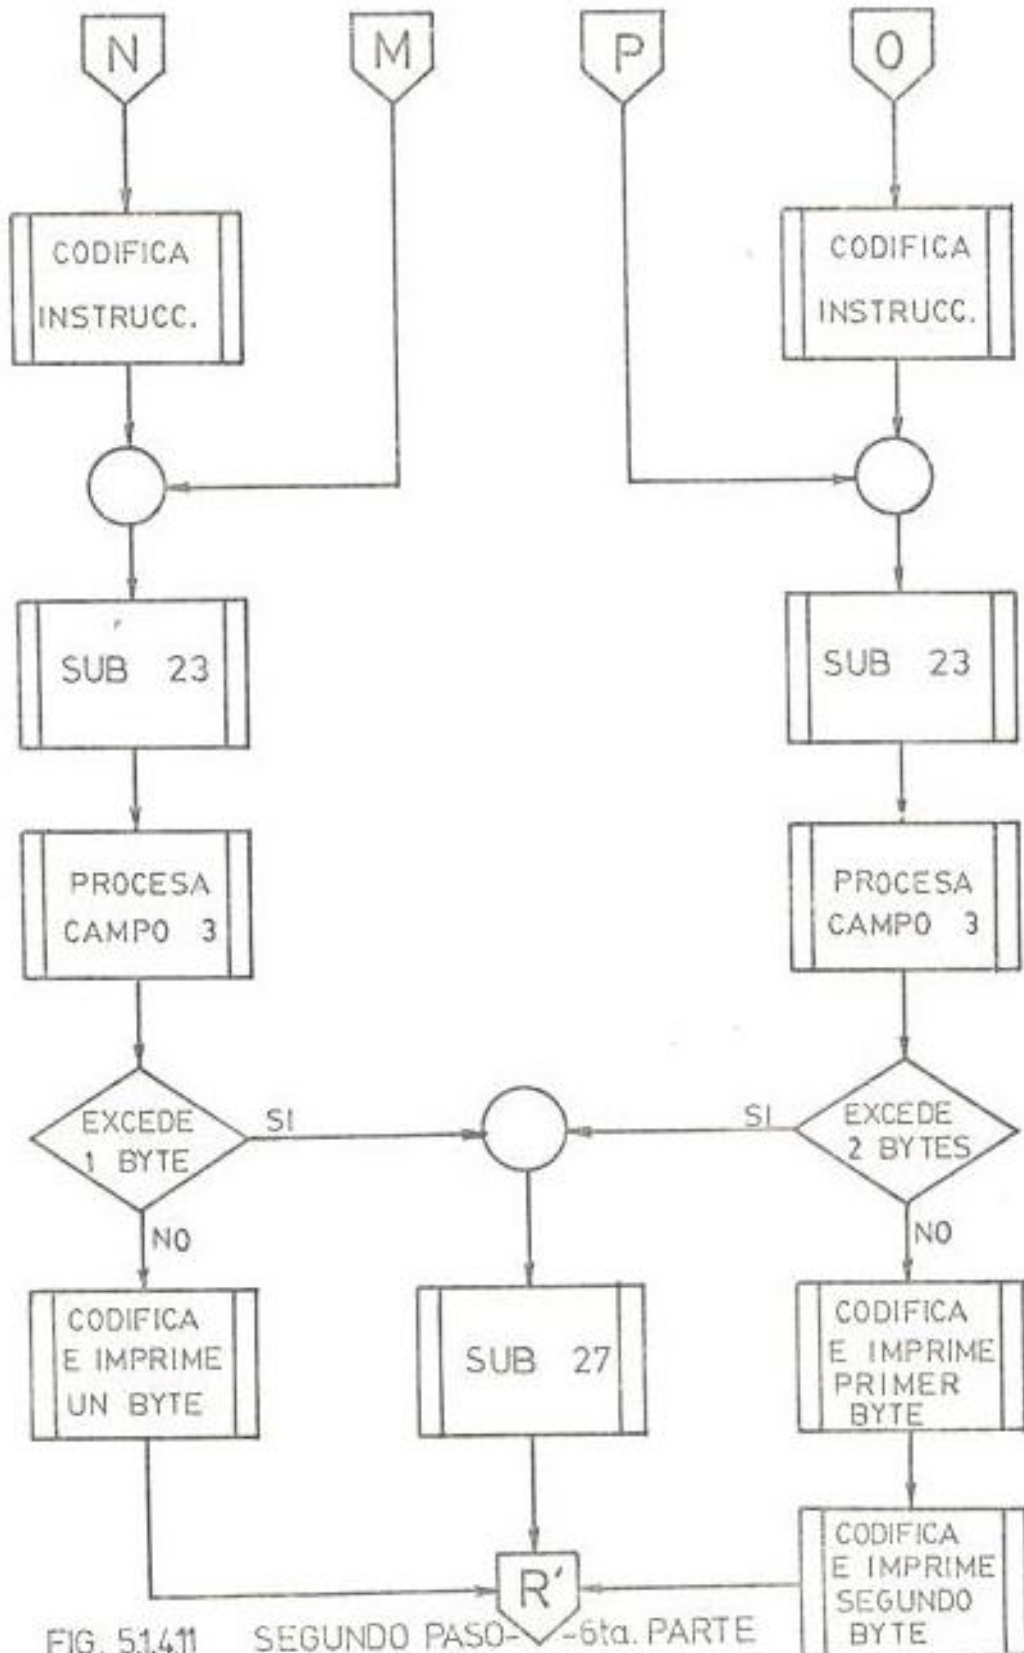 N
M
P
O
CODIFICA
INSTRUCC.
CODIFICA
INSTRUCC.
SUB 23
SUB 23
PROCESA
CAMPO 3
PROCESA
CAMPO 3
EXCEDE
1 BYTE
SI
SI
EXCEDE
2 BYTES
NO
NO
CODIFICA
E IMPRIME
UN BYTE
SUB 27
CODIFICA
E IMPRIME
PRIMER
BYTE
R'
CODIFICA
E IMPRIME
SEGUNDO
BYTE
FIG. 5.1.4.11 SEGUNDO PASO- -6ta. PARTE